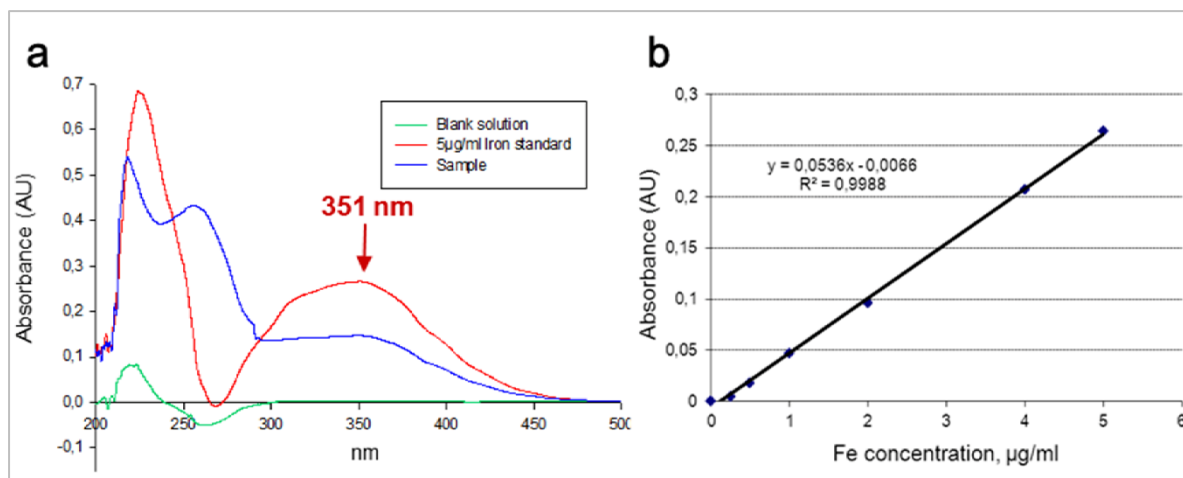 a
Absorbance (AU)
0,7
0,6
0,5
0,4
0,3
0,2
0,1
0,0
-0,1
200
250
300
350
400
450
500
nm
Blank solution
5µg/ml Iron standard
Sample
351 nm
b
Absorbance (AU)
0,3
0,25
0,2
0,15
0,1
0,05
0
0
1
2
3
4
5
6
Fe concentration, µg/ml
y = 0,0536x - 0,0066
R² = 0,9988